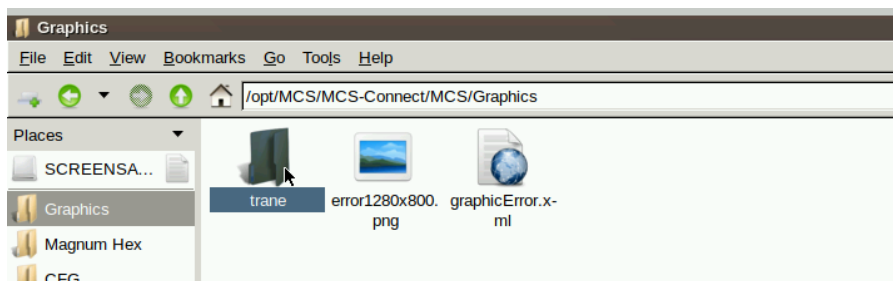 Graphics
File Edit View Bookmarks Go Tools Help
/opt/MCS/MCS-Connect/MCS/Graphics
Places
SCREENSA...
Graphics
Magnum Hex
CFG
trane
error1280x800.
png
graphicError.x-
ml